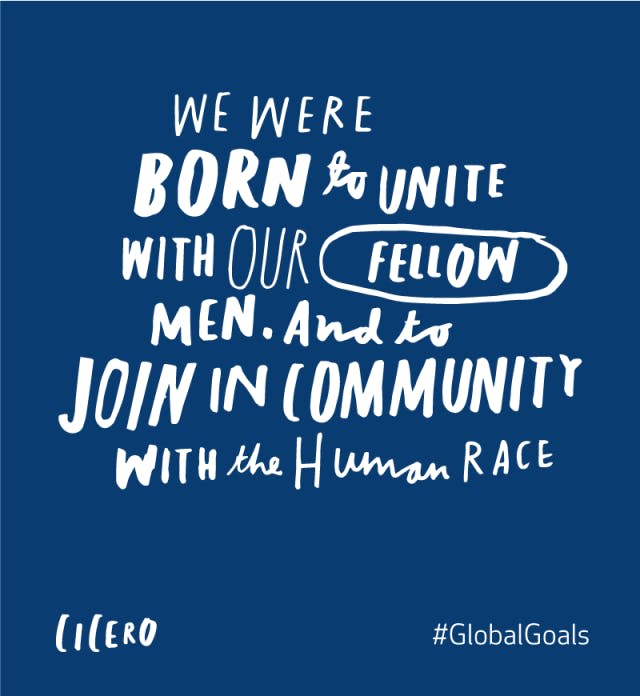 WE WERE
BORN to UNITE
WITH OUR FELLOW
MEN. And to
JOIN IN COMMUNITY
WITH the Human RACE
CICERO
#GlobalGoals